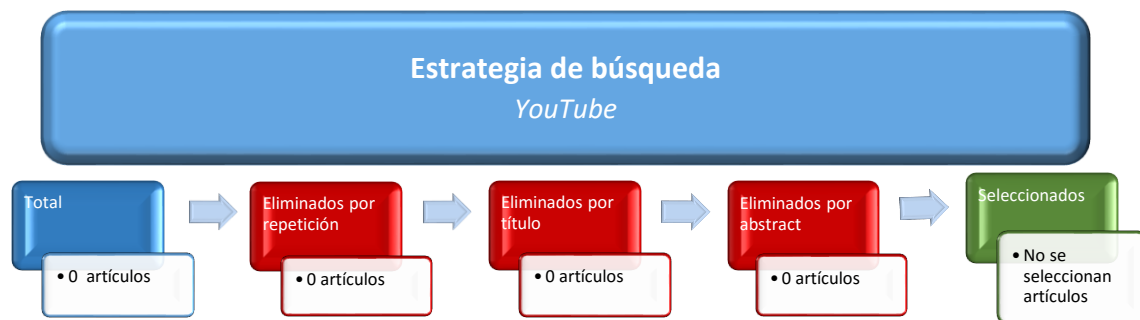 Estrategia de búsqueda
YouTube
Total
• 0 artículos
Eliminados por
repetición
• 0 artículos
Eliminados por
título
• 0 artículos
Eliminados por
abstract
• 0 artículos
Seleccionados
• No se
seleccionan
artículos